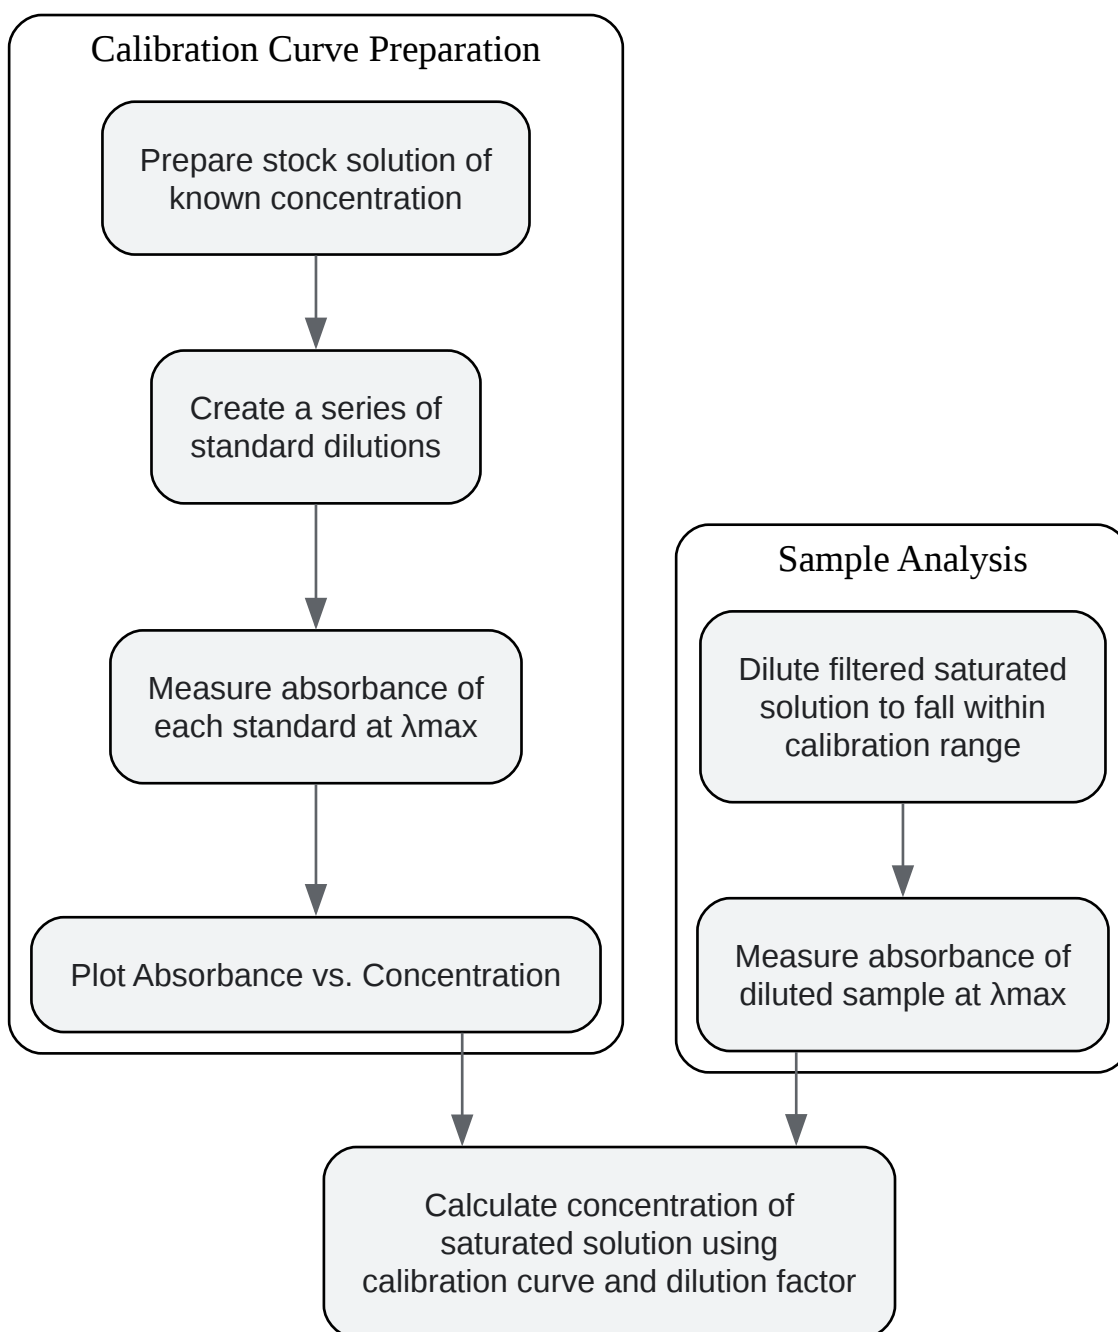 Calibration Curve Preparation
Prepare stock solution of
known concentration
Create a series of
standard dilutions
Measure absorbance of
each standard at λmax
Plot Absorbance vs. Concentration
Sample Analysis
Dilute filtered saturated
solution to fall within
calibration range
Measure absorbance of
diluted sample at λmax
Calculate concentration of
saturated solution using
calibration curve and dilution factor